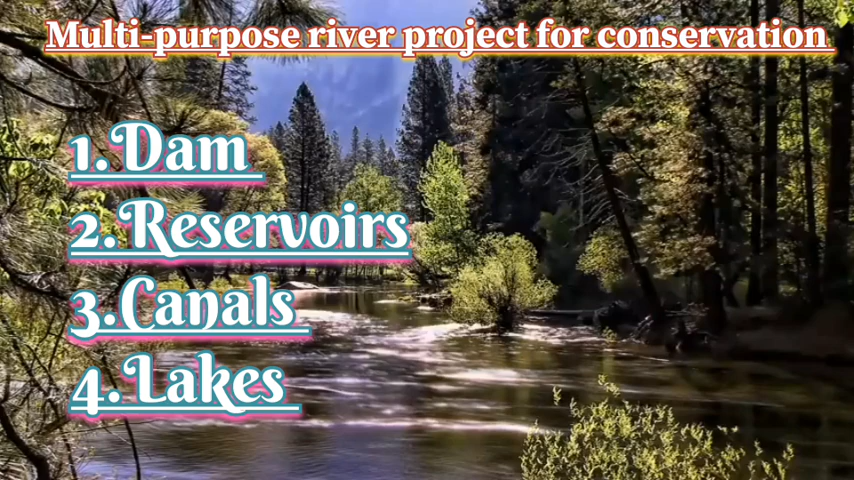 Multi-purpose river project for conservation
1.Dam
2.Reservoirs
3.Canals
4.Lakes